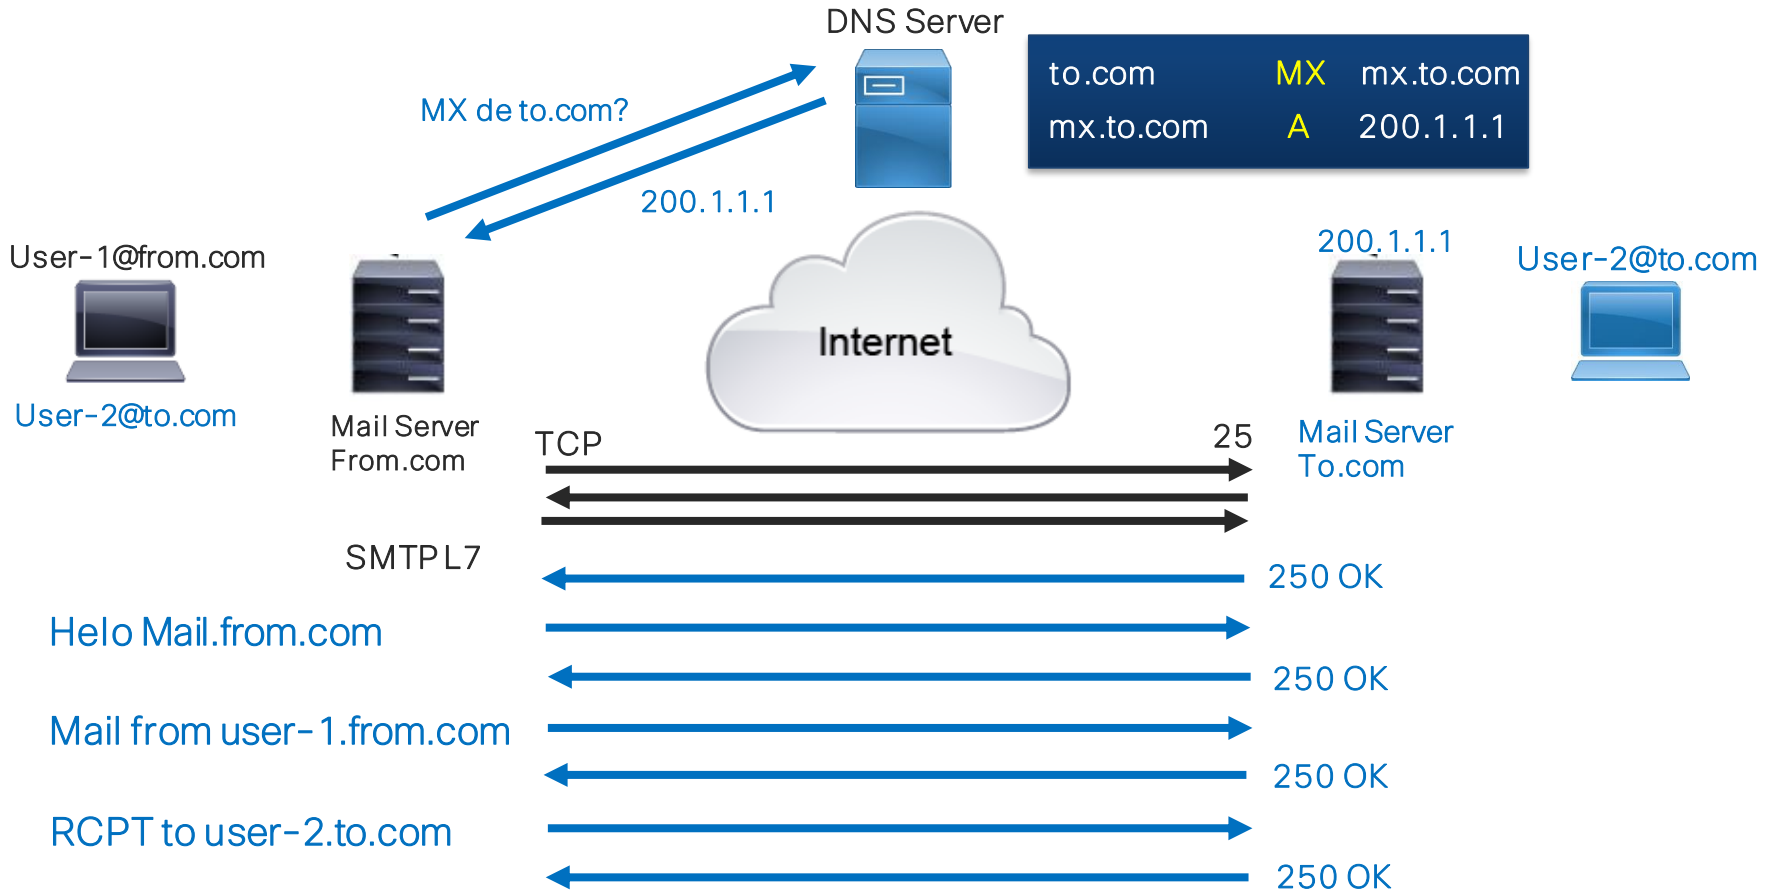 DNS Server
to.com MX mx.to.com
mx.to.com A 200.1.1.1
MX de to.com?
200.1.1.1
User-1@from.com
200.1.1.1
User-2@to.com
Internet
User-2@to.com
Mail Server
From.com
TCP
25
Mail Server
To.com
SMTP L7
250 OK
Helo Mail.from.com
250 OK
Mail from user-1.from.com
250 OK
RCPT to user-2.to.com
250 OK